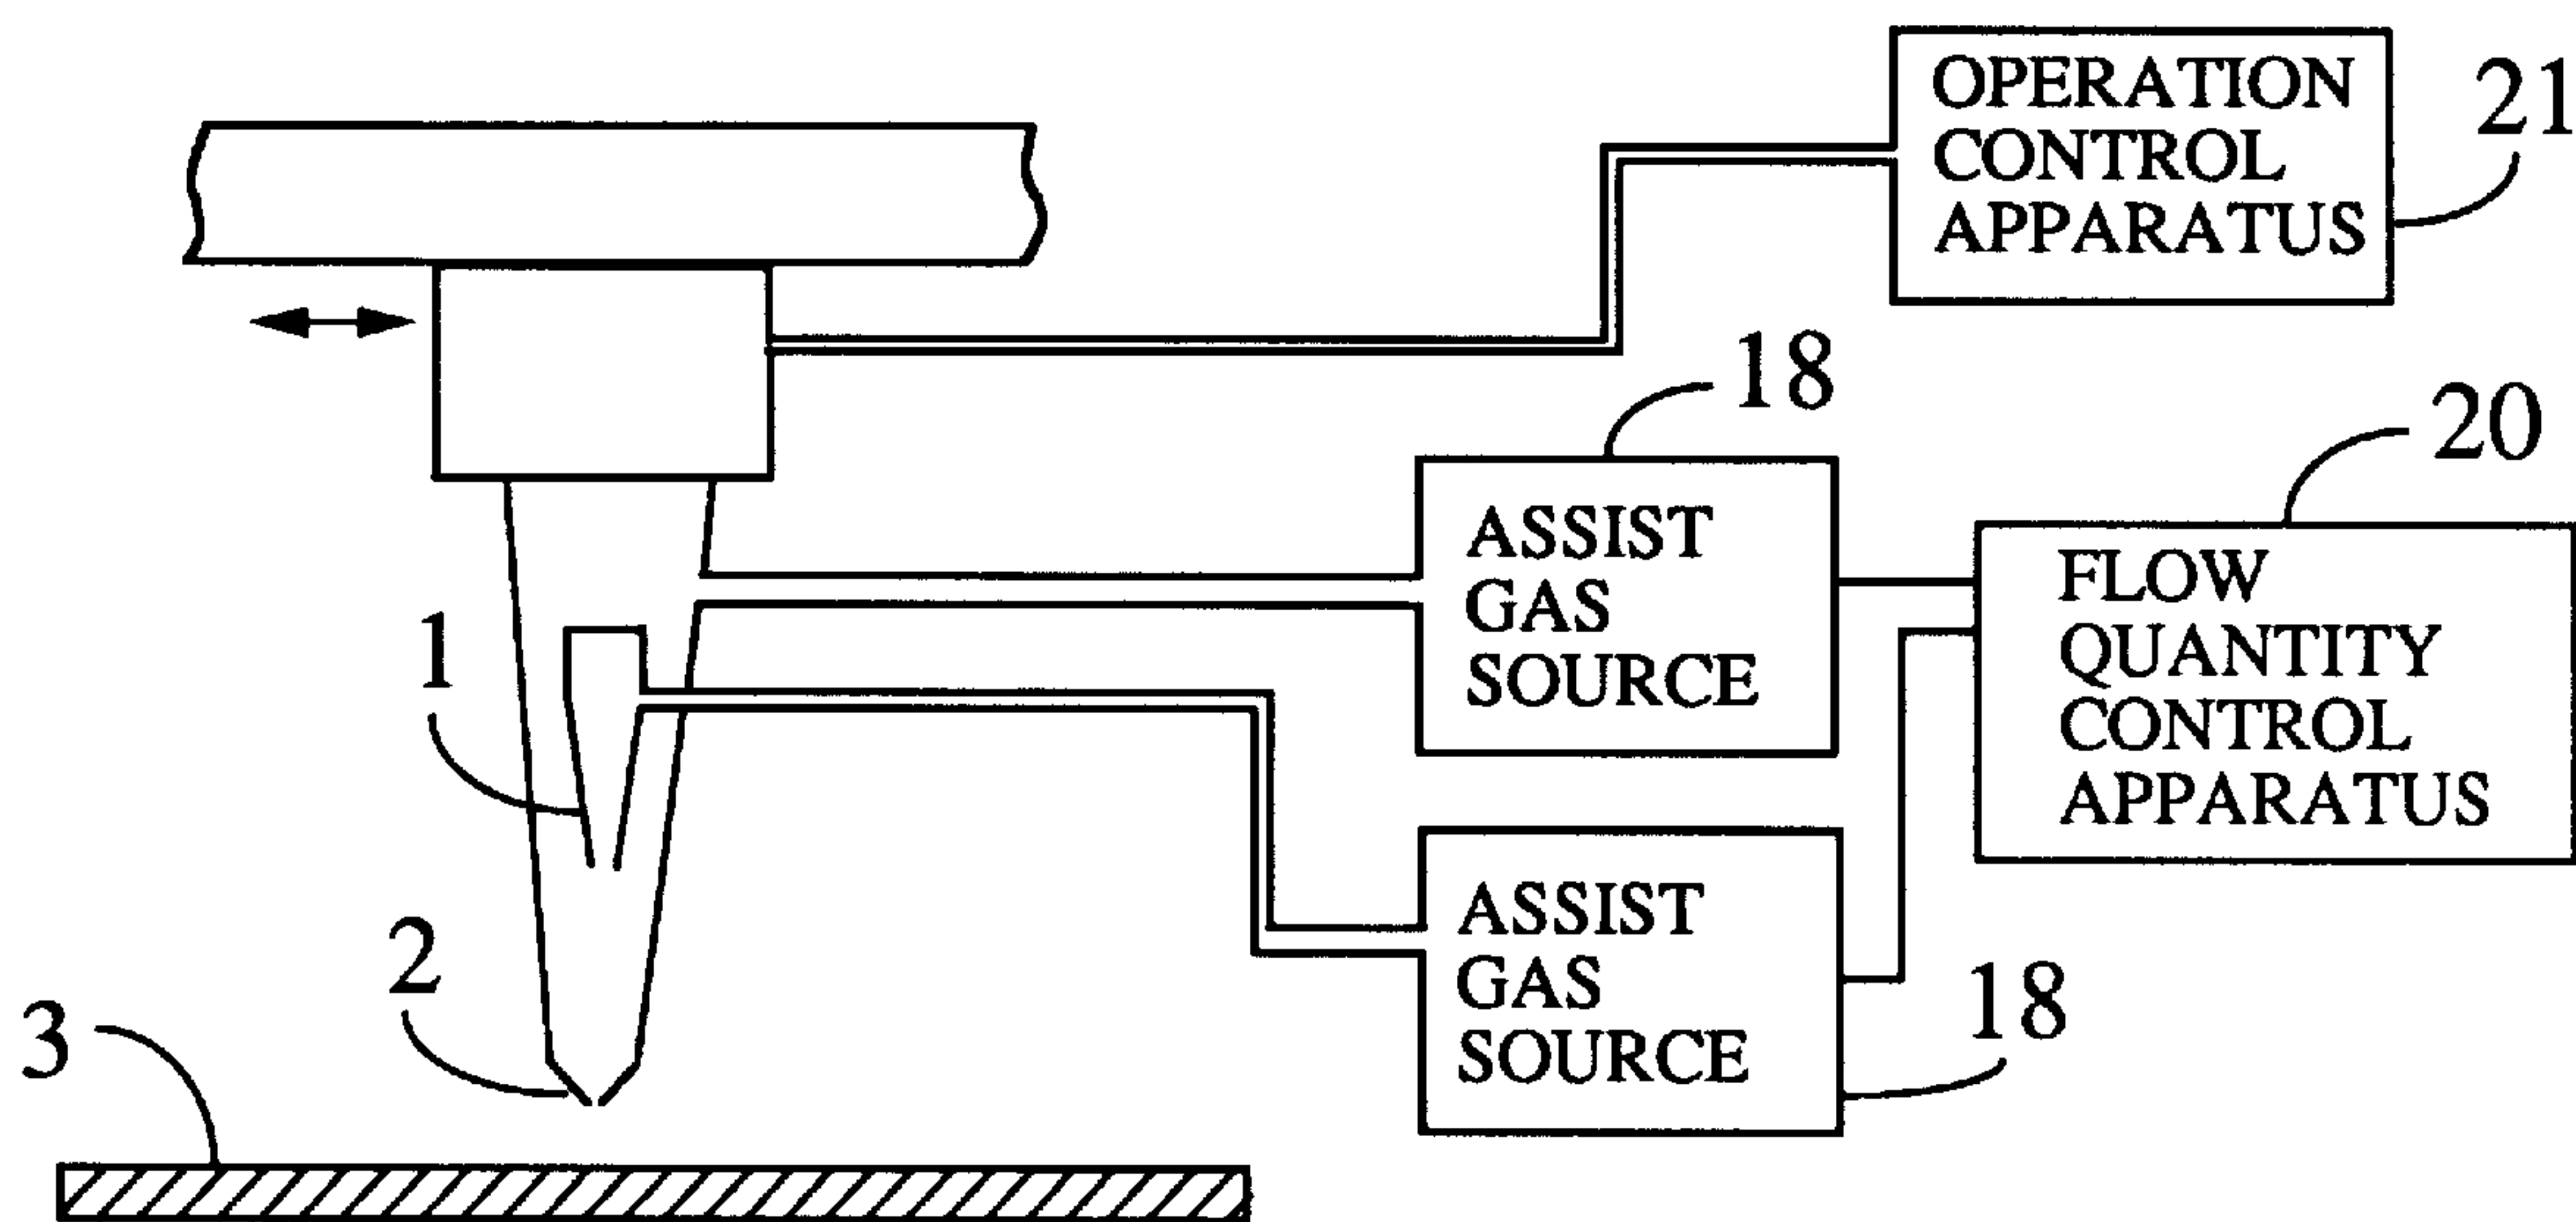 OPERATION
CONTROL
APPARATUS
21
18
ASSIST
GAS
SOURCE
20
FLOW
QUANTITY
CONTROL
APPARATUS
1
2
3
ASSIST
GAS
SOURCE
18